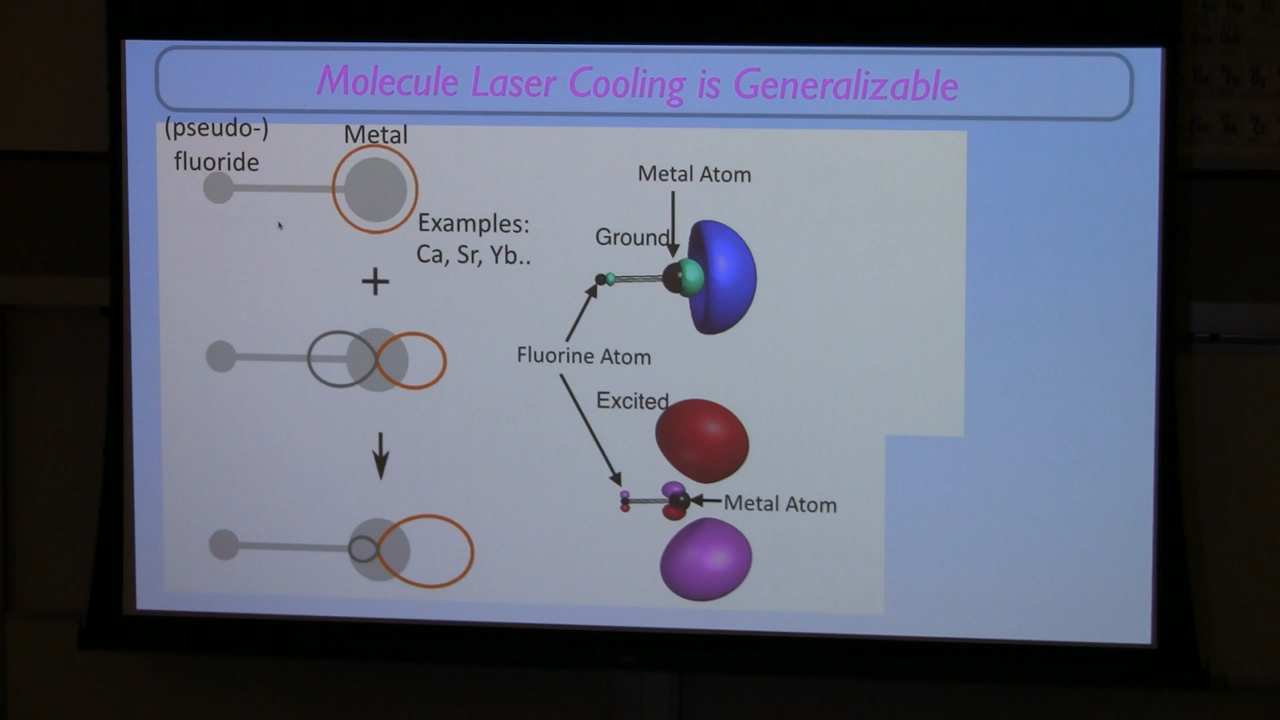 Molecule Laser Cooling is Generalizable
(pseudo-)
fluoride
Metal
Examples:
Ca, Sr, Yb..
+
Metal Atom
Ground
Fluorine Atom
Excited
Metal Atom